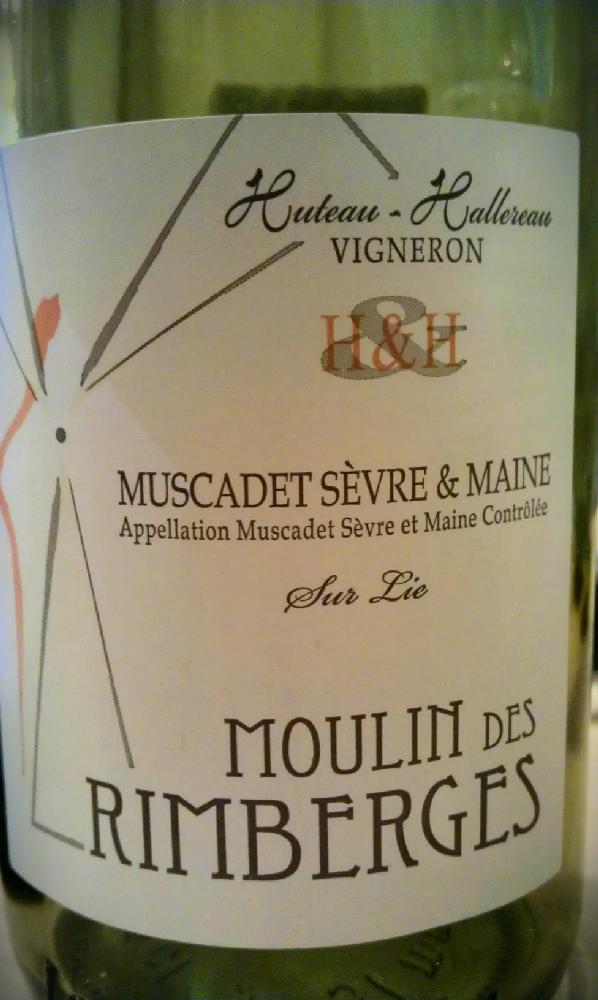 Huteau - Hallereau
VIGNERON
H&H
MUSCADET SÈVRE & MAINE
Appellation Muscadet Sèvre et Maine Contrôlée
Sur Lie
MOULIN DES
RIMBERGES